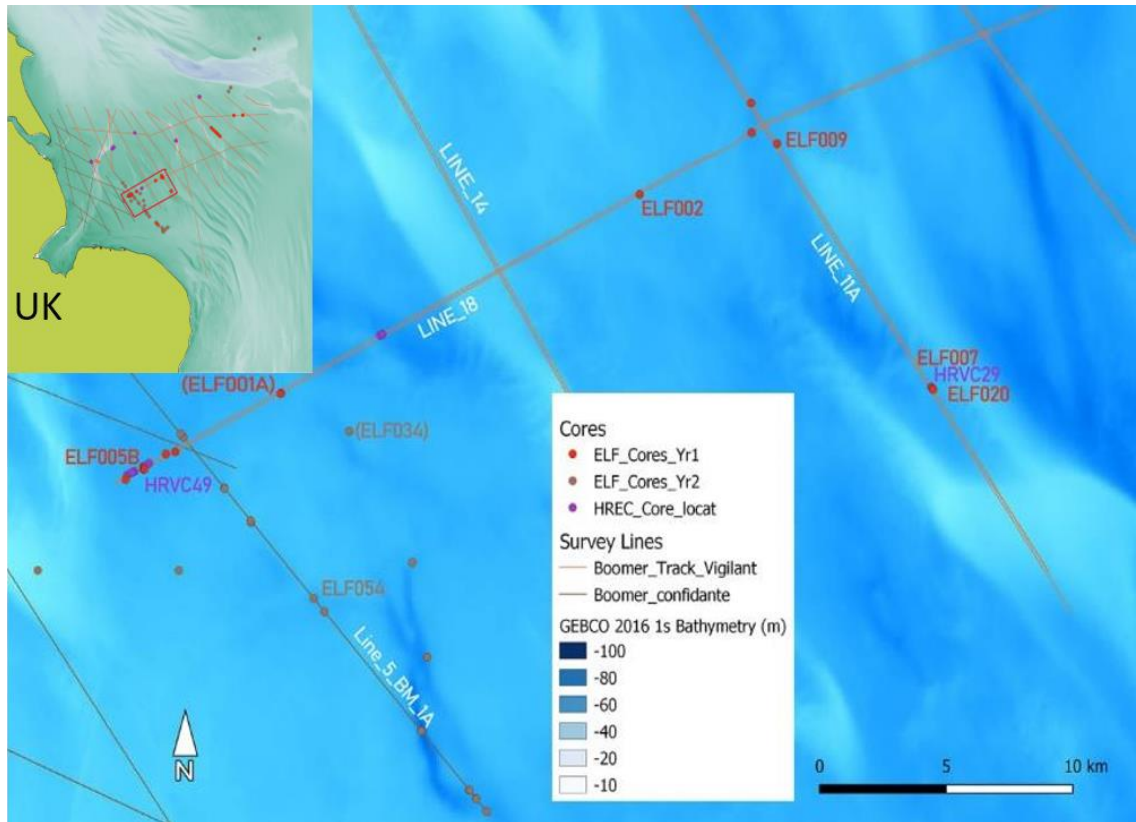 UK
LINE_14
ELF009
ELF002
LINE_11A
LINE_18
ELF007
HRVC29
ELF020
(ELF001A)
(ELF034)
ELF005B
HRVC49
ELF054
Line_5_BM_1A
N
Cores
ELF_Cores_Yr1
ELF_Cores_Yr2
HREC_Core_locat
Survey Lines
Boomer_Track_Vigilant
Boomer_confidante
GEBCO 2016 1s Bathymetry (m)
-100
-80
-60
-40
-20
-10
0 5 10 km